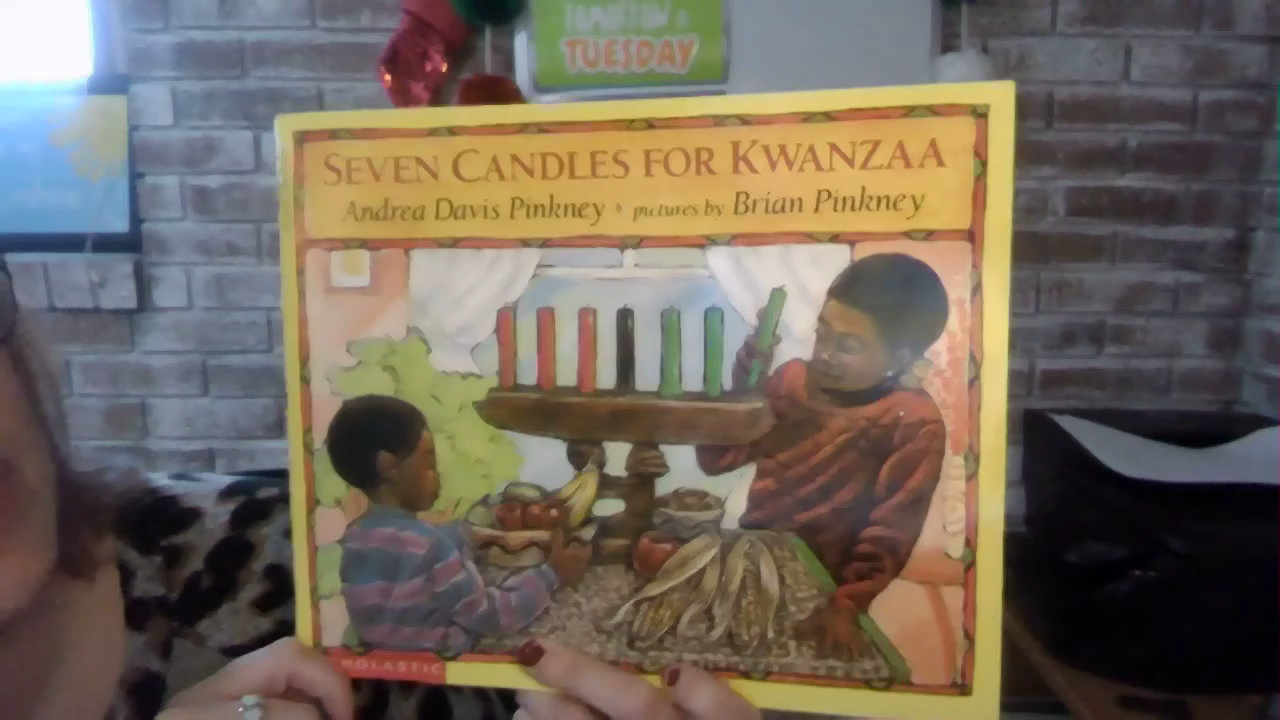 TUESDAY
SEVEN CANDLES FOR KWANZAA
Andrea Davis Pinkney • pictures by Brian Pinkney
SCHOLASTIC